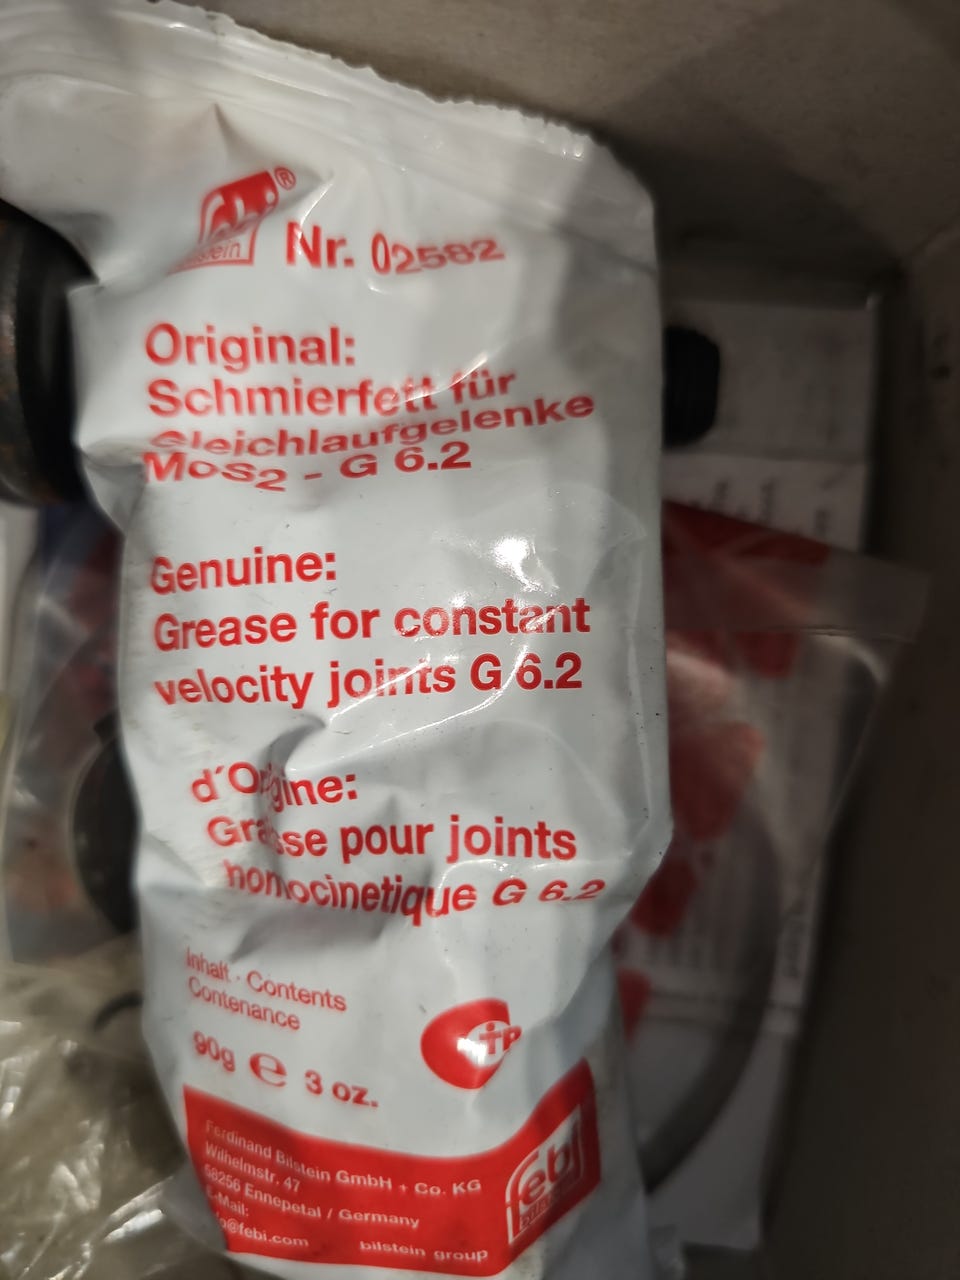 febi®
Nr. 02582
Original:
Schmierfett für
Gleichlaufgelenke
MoS2 - G 6.2
Genuine:
Grease for constant
velocity joints G 6.2
d´Origine:
Graisse pour joints
homocinetique G 6.2
Inhalt · Contents
Contenance
90g e 3 oz.
Ferdinand Bilstein GmbH + Co. KG
Wilhelmstr. 47
58256 Ennepetal / Germany
E-Mail:
@febi.com
bilstein group
febi